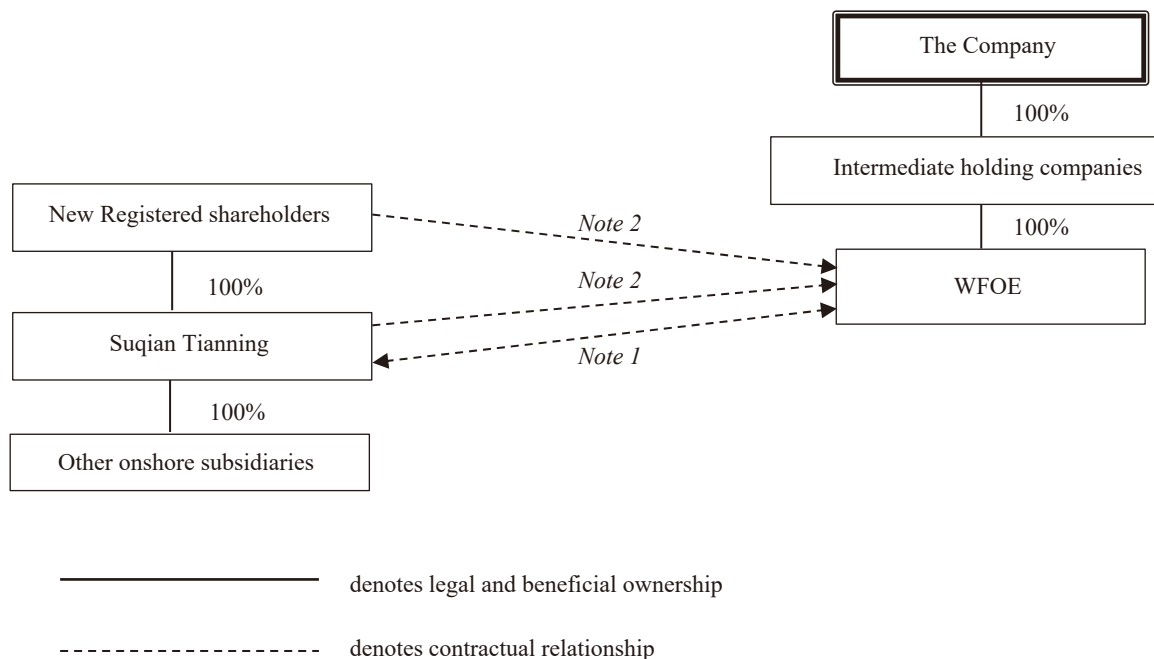 The Company
100%
Intermediate holding companies
New Registered shareholders
Note 2
100%
100%
Note 2
WFOE
Suqian Tianning
Note 1
100%
Other onshore subsidiaries
denotes legal and beneficial ownership
denotes contractual relationship